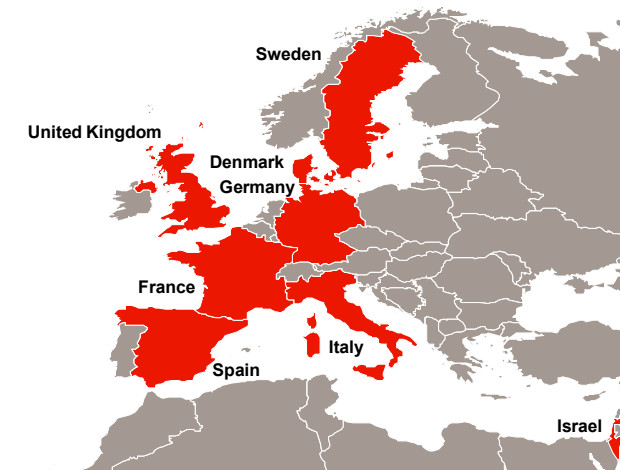 Sweden
United Kingdom
Denmark
Germany
France
Italy
Spain
Israel